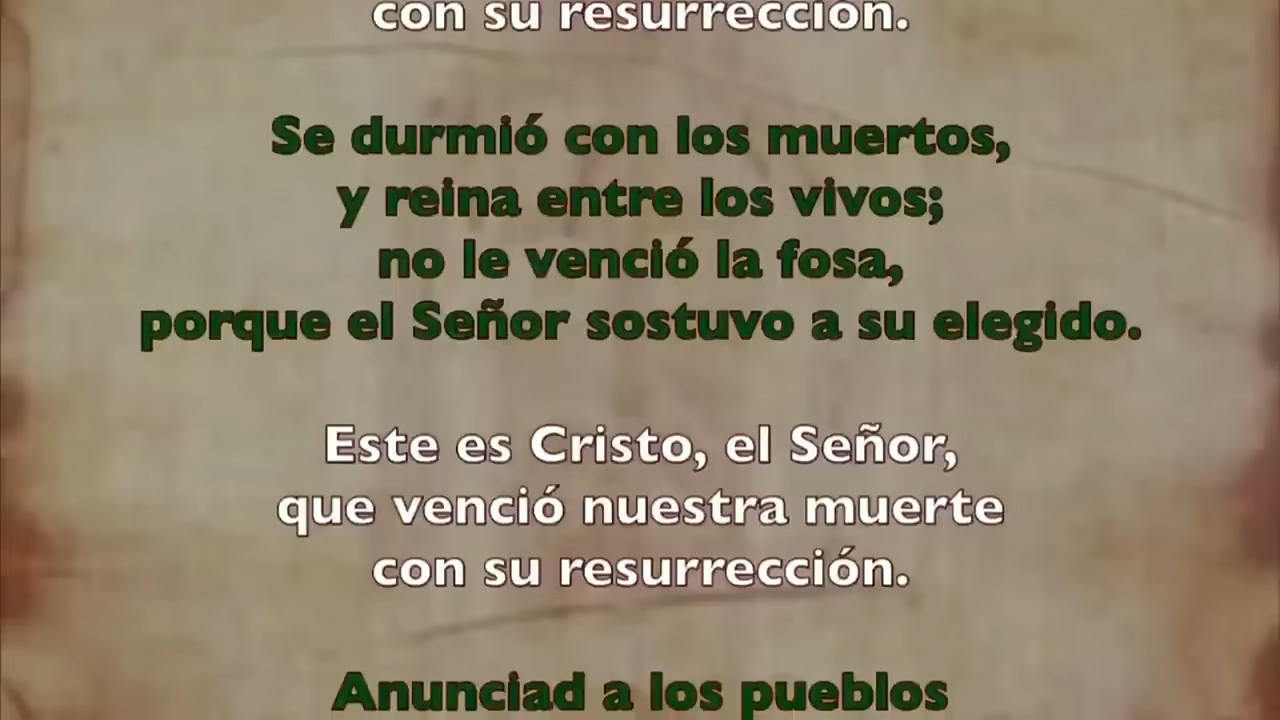 con su resurrección.
Se durmió con los muertos,
y reina entre los vivos;
no le venció la fosa,
porque el Señor sostuvo a su elegido.
Este es Cristo, el Señor,
que venció nuestra muerte
con su resurrección.
Anunciad a los pueblos